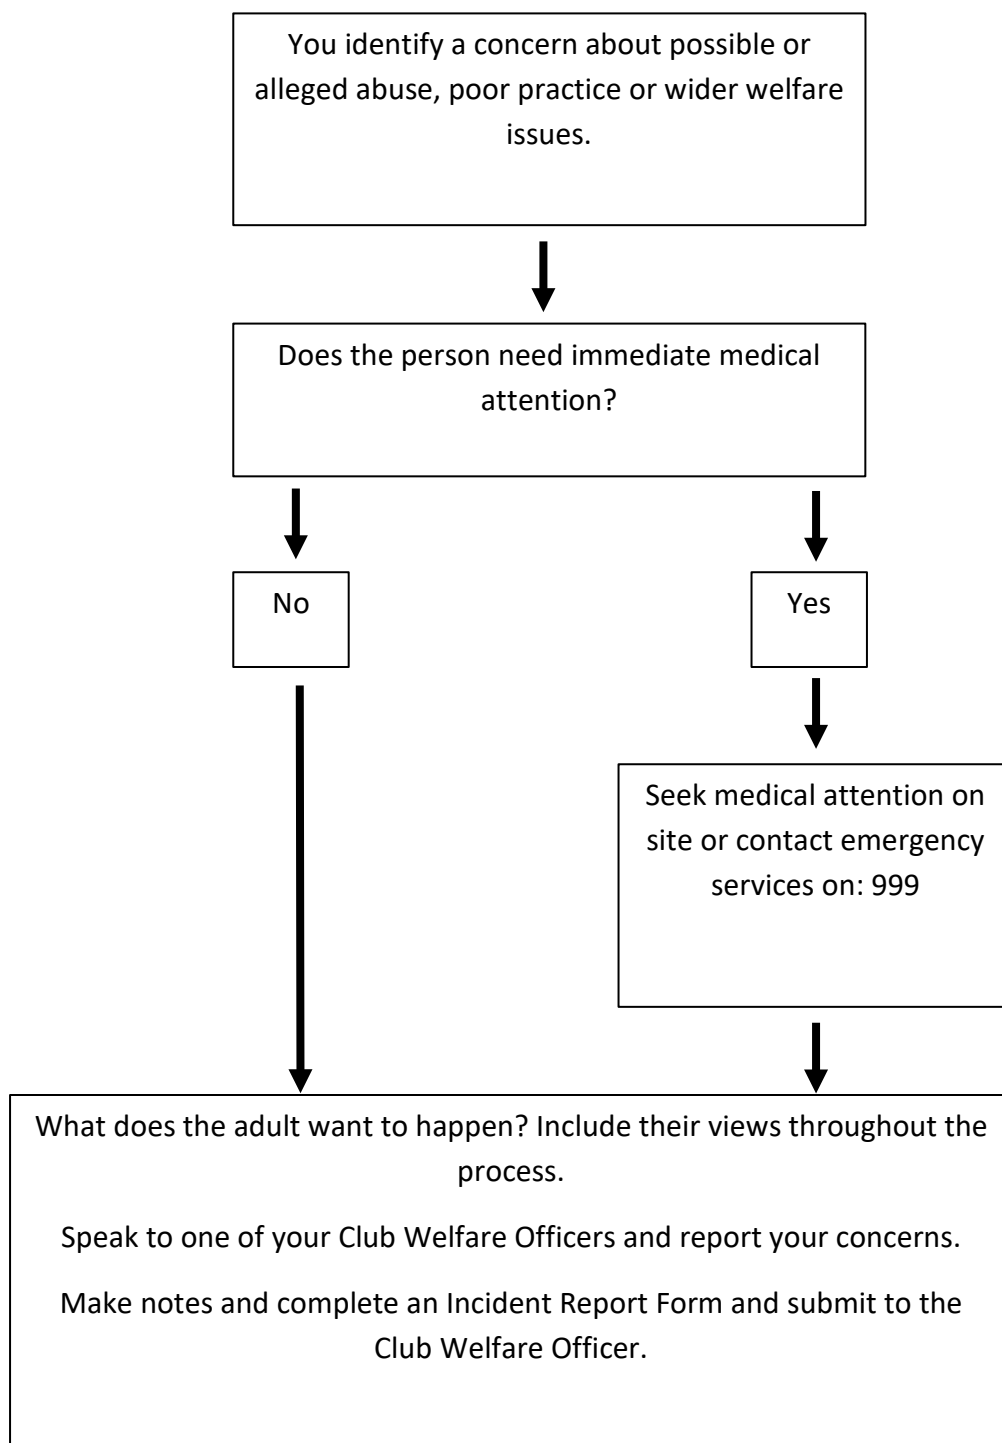 You identify a concern about possible or
alleged abuse, poor practice or wider welfare
issues.
Does the person need immediate medical
attention?
No
Yes
Seek medical attention on
site or contact emergency
services on: 999
What does the adult want to happen? Include their views throughout the
process.
Speak to one of your Club Welfare Officers and report your concerns.
Make notes and complete an Incident Report Form and submit to the
Club Welfare Officer.